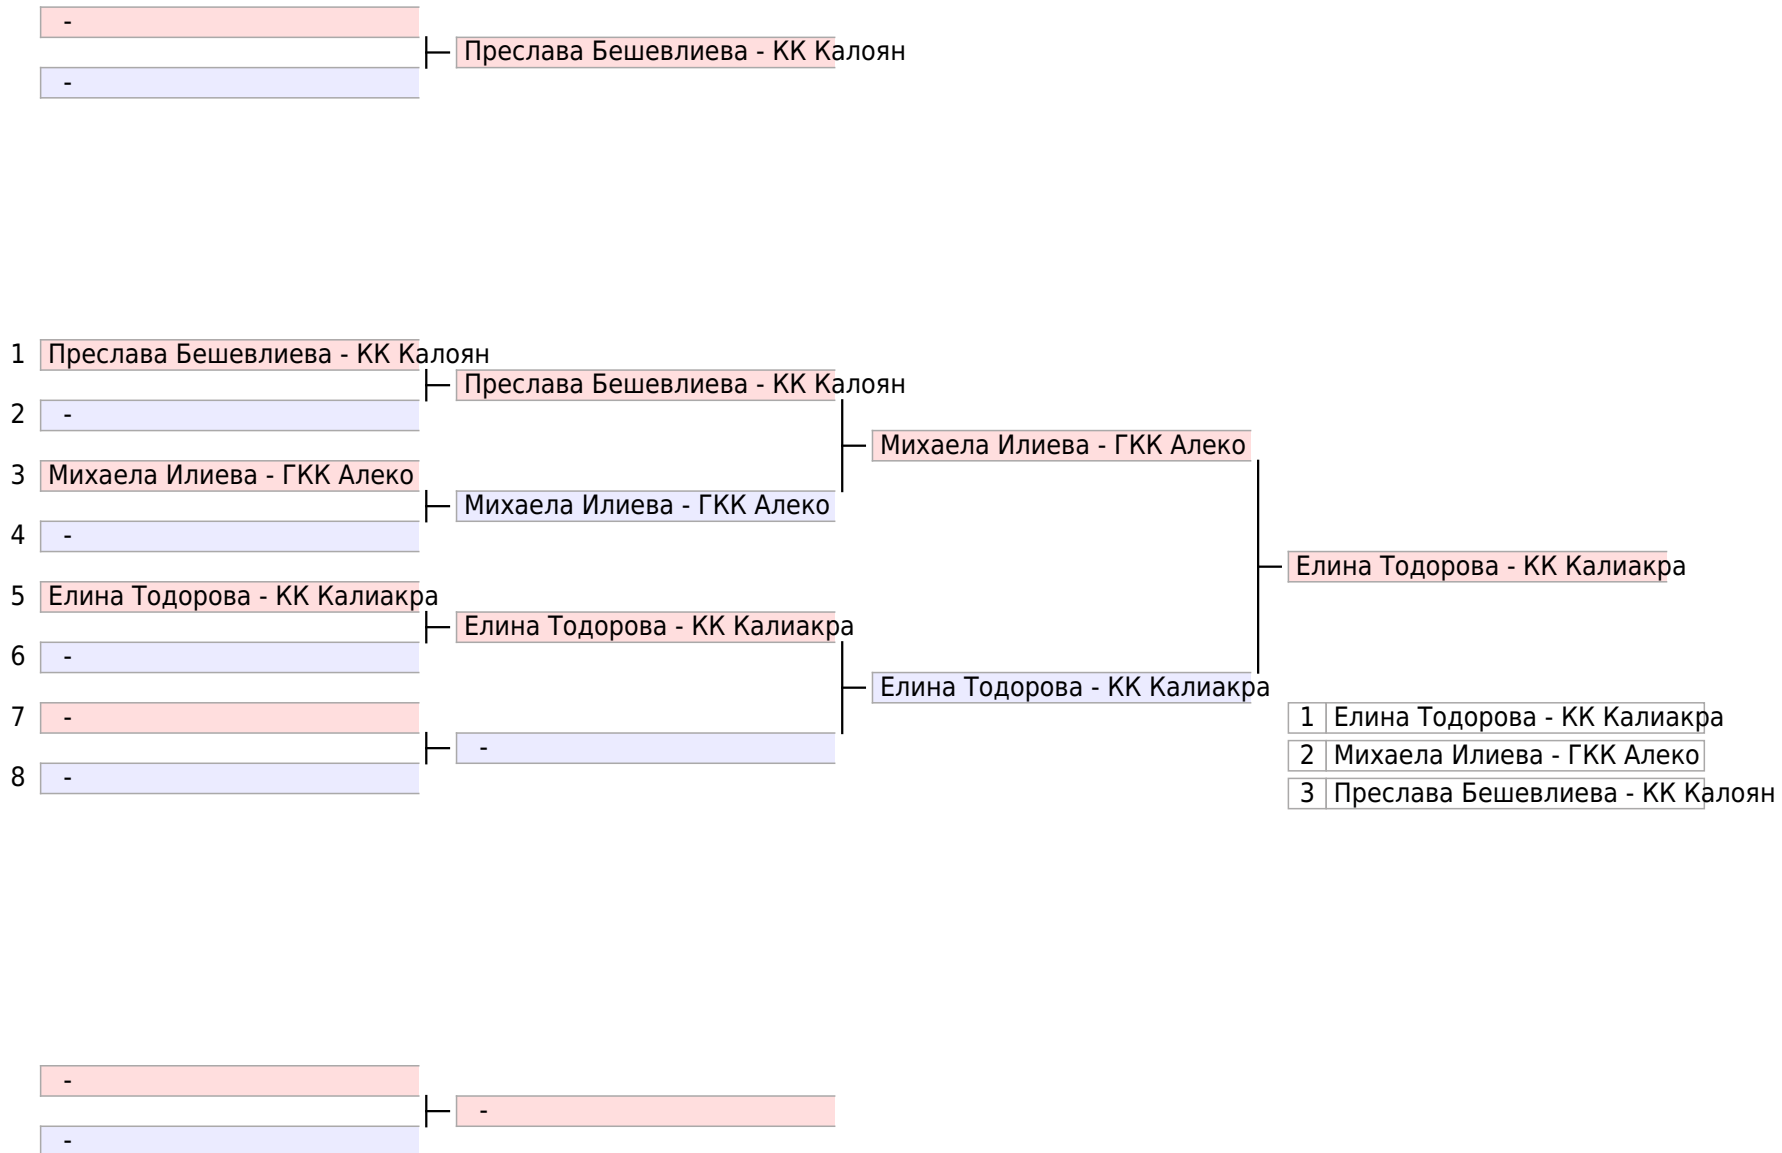 -
Преслава Бешевлиева - КК Калоян
-
1 Преслава Бешевлиева - КК Калоян
Преслава Бешевлиева - КК Калоян
2 -
Михаела Илиева - ГКК Алеко
3 Михаела Илиева - ГКК Алеко
Михаела Илиева - ГКК Алеко
4 -
Елина Тодорова - КК Калиакра
5 Елина Тодорова - КК Калиакра
Елина Тодорова - КК Калиакра
6 -
Елина Тодорова - КК Калиакра
7 -
1 Елина Тодорова - КК Калиакра
-
2 Михаела Илиева - ГКК Алеко
8 -
3 Преслава Бешевлиева - КК Калоян
-
-
-